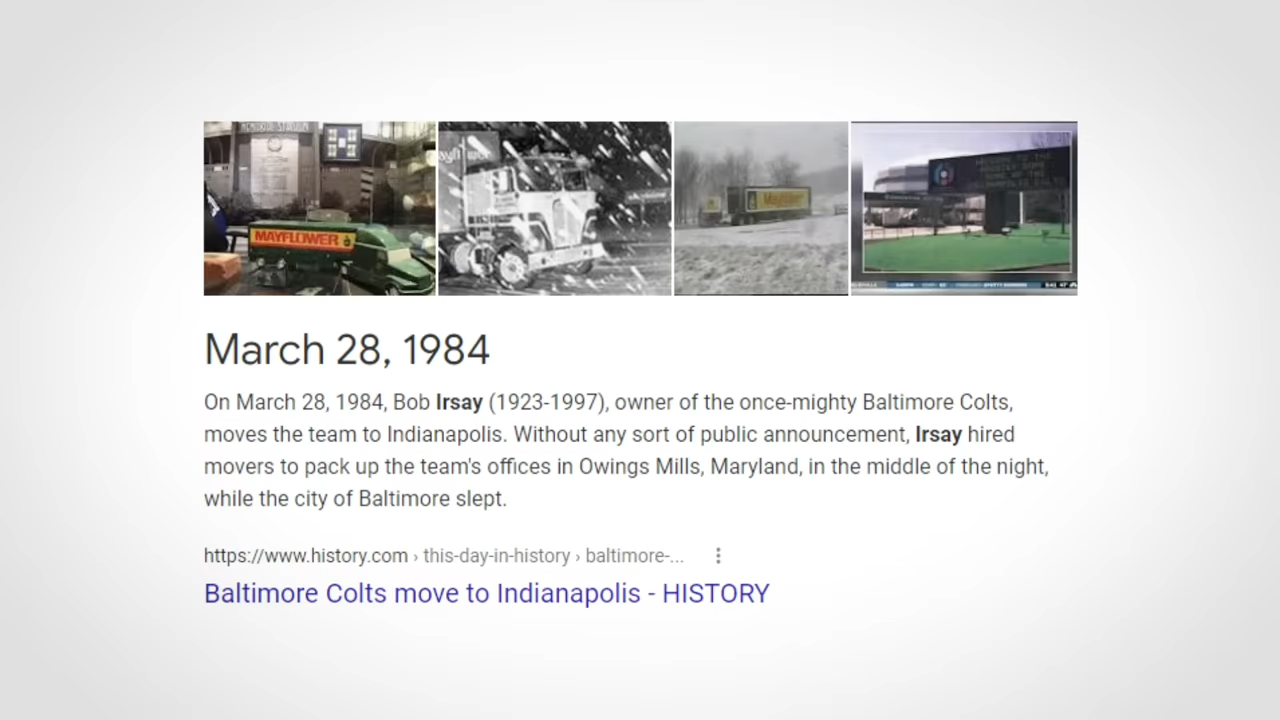 MAYFLOWER
Mayflower
March 28, 1984
On March 28, 1984, Bob Irsay (1923-1997), owner of the once-mighty Baltimore Colts,
moves the team to Indianapolis. Without any sort of public announcement, Irsay hired
movers to pack up the team's offices in Owings Mills, Maryland, in the middle of the night,
while the city of Baltimore slept.
https://www.history.com › this-day-in-history › baltimore-...
Baltimore Colts move to Indianapolis - HISTORY